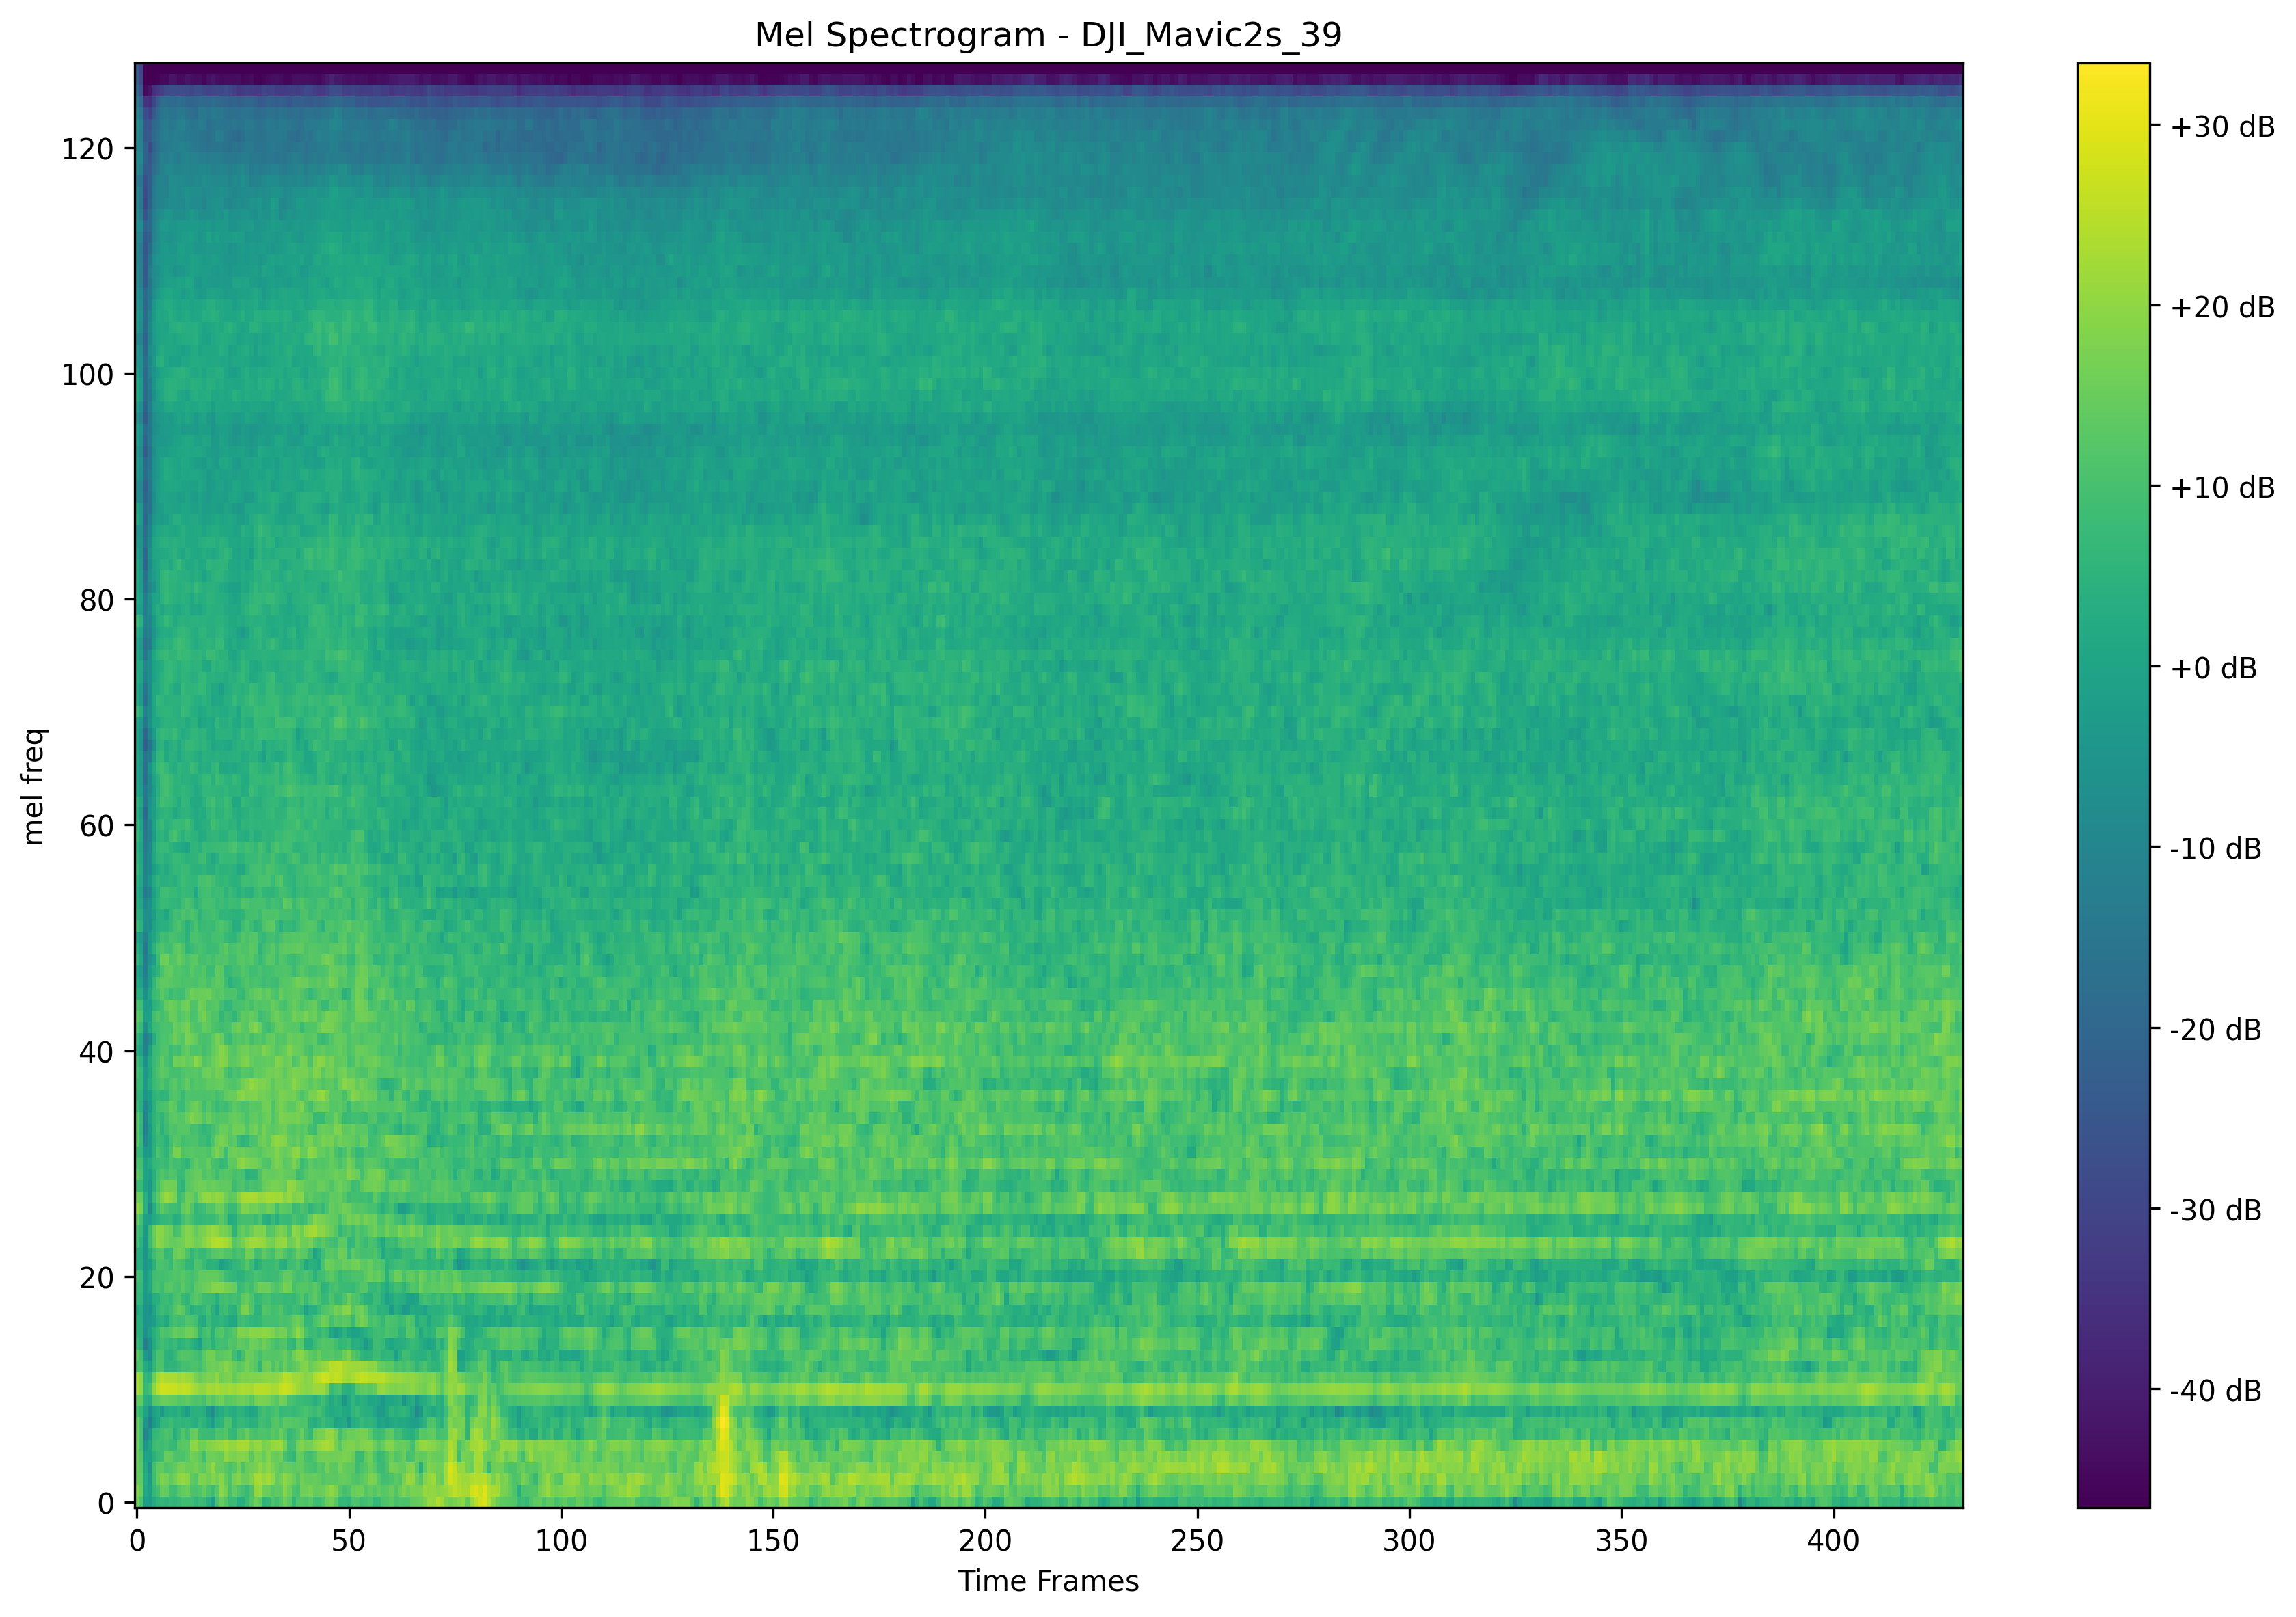 Mel Spectrogram - DJI_Mavic2s_39
mel freq
120
100
80
60
40
20
0
0 50 100 150 200 250 300 350 400
Time Frames
+30 dB
+20 dB
+10 dB
+0 dB
-10 dB
-20 dB
-30 dB
-40 dB